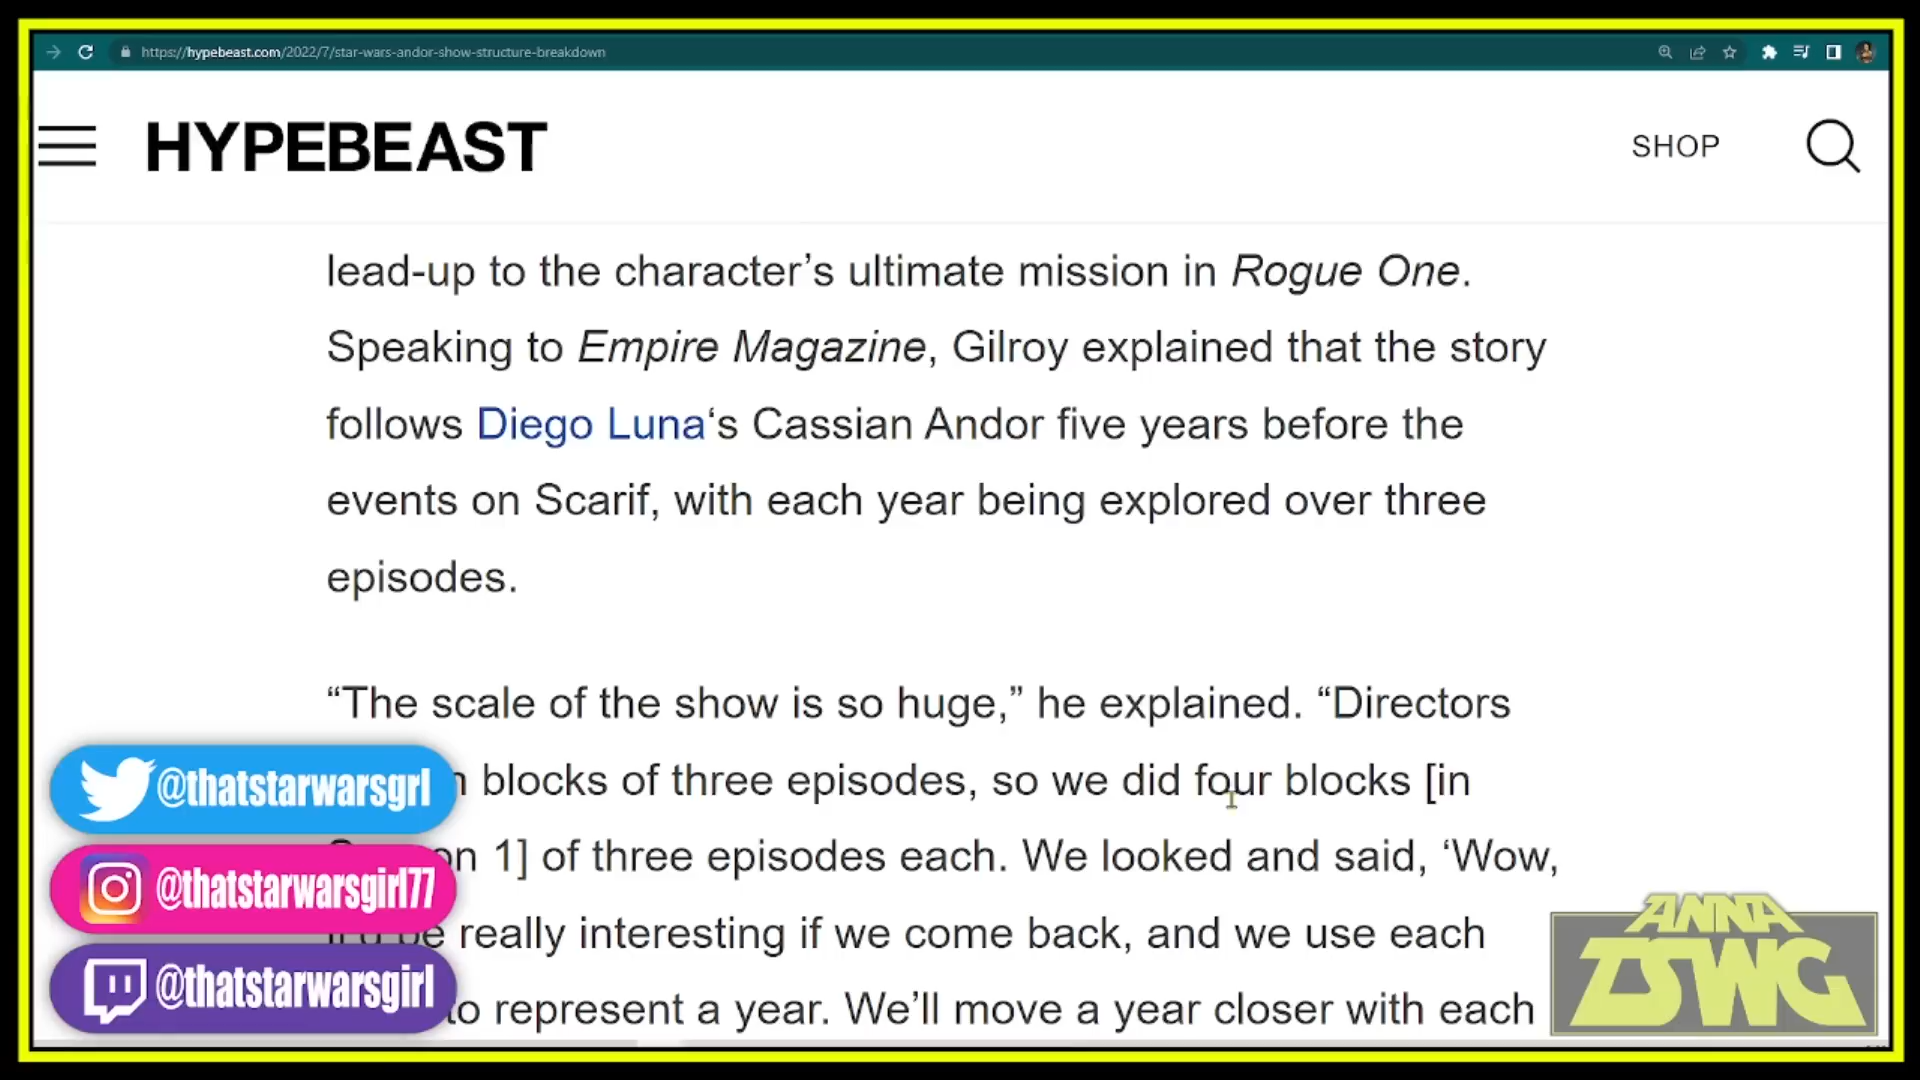 https://hypebeast.com/2022/7/star-wars-andor-show-structure-breakdown
HYPEBEAST
SHOP
lead-up to the character’s ultimate mission in Rogue One.
Speaking to Empire Magazine, Gilroy explained that the story
follows Diego Luna‘s Cassian Andor five years before the
events on Scarif, with each year being explored over three
episodes.
“The scale of the show is so huge,” he explained. “Directors
blocks of three episodes, so we did four blocks [in
1] of three episodes each. We looked and said, ‘Wow,
really interesting if we come back, and we use each
to represent a year. We’ll move a year closer with each
@thatstarwarsgrl
@thatstarwarsgirl77
@thatstarwarsgirl
ANNA
TSWG